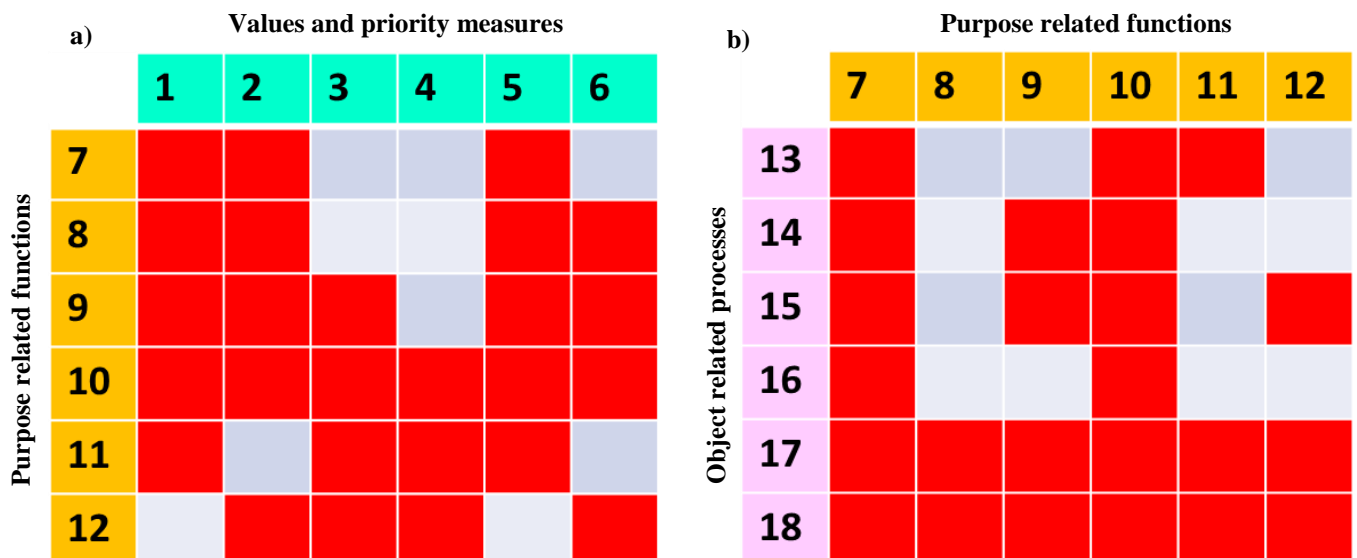 a)
Values and priority measures
1 2 3 4 5 6
Purpose related functions
7
8
9
10
11
12
b)
Purpose related functions
7 8 9 10 11 12
Object related processes
13
14
15
16
17
18